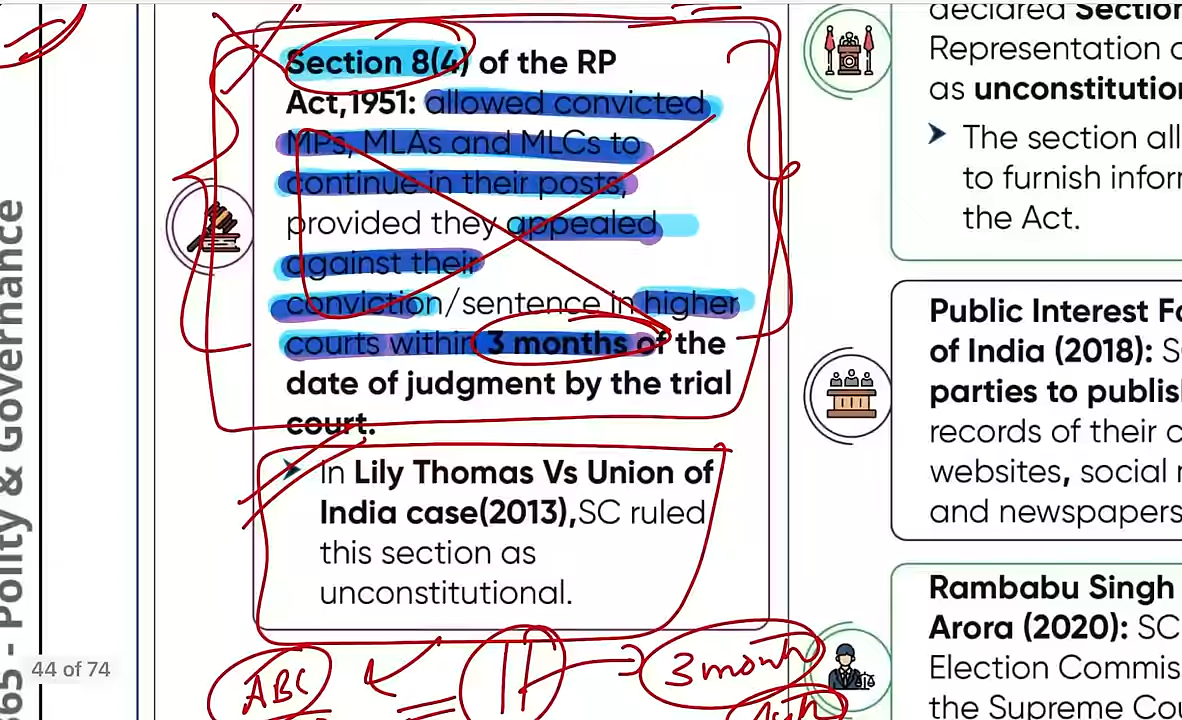 365 - Polity & Governance
44 of 74
Section 8(4) of the RP
Act,1951: allowed convicted
MPs, MLAs and MLCs to
continue in their posts,
provided they appealed
against their
conviction/sentence in higher
courts within 3 months of the
date of judgment by the trial
court.
In Lily Thomas Vs Union of
India case(2013),SC ruled
this section as
unconstitutional.
ABC
3 month
declared Section
Representation
as unconstitution
The section all
to furnish infor
the Act.
Public Interest Fo
of India (2018): S
parties to publis
records of their c
websites, social
and newspapers
Rambabu Singh
Arora (2020): SC
Election Commis
the Supreme Cou